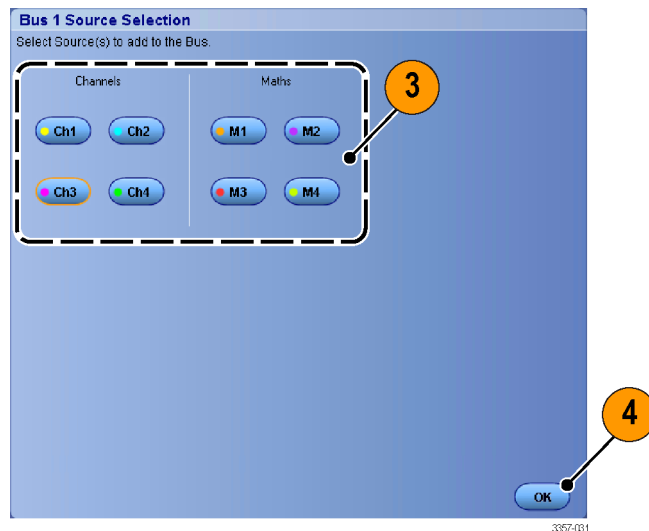 Bus 1 Source Selection
Select Source(s) to add to the Bus.
Channels Maths
3
Ch1 Ch2 M1 M2
Ch3 Ch4 M3 M4
4
OK
3357-031